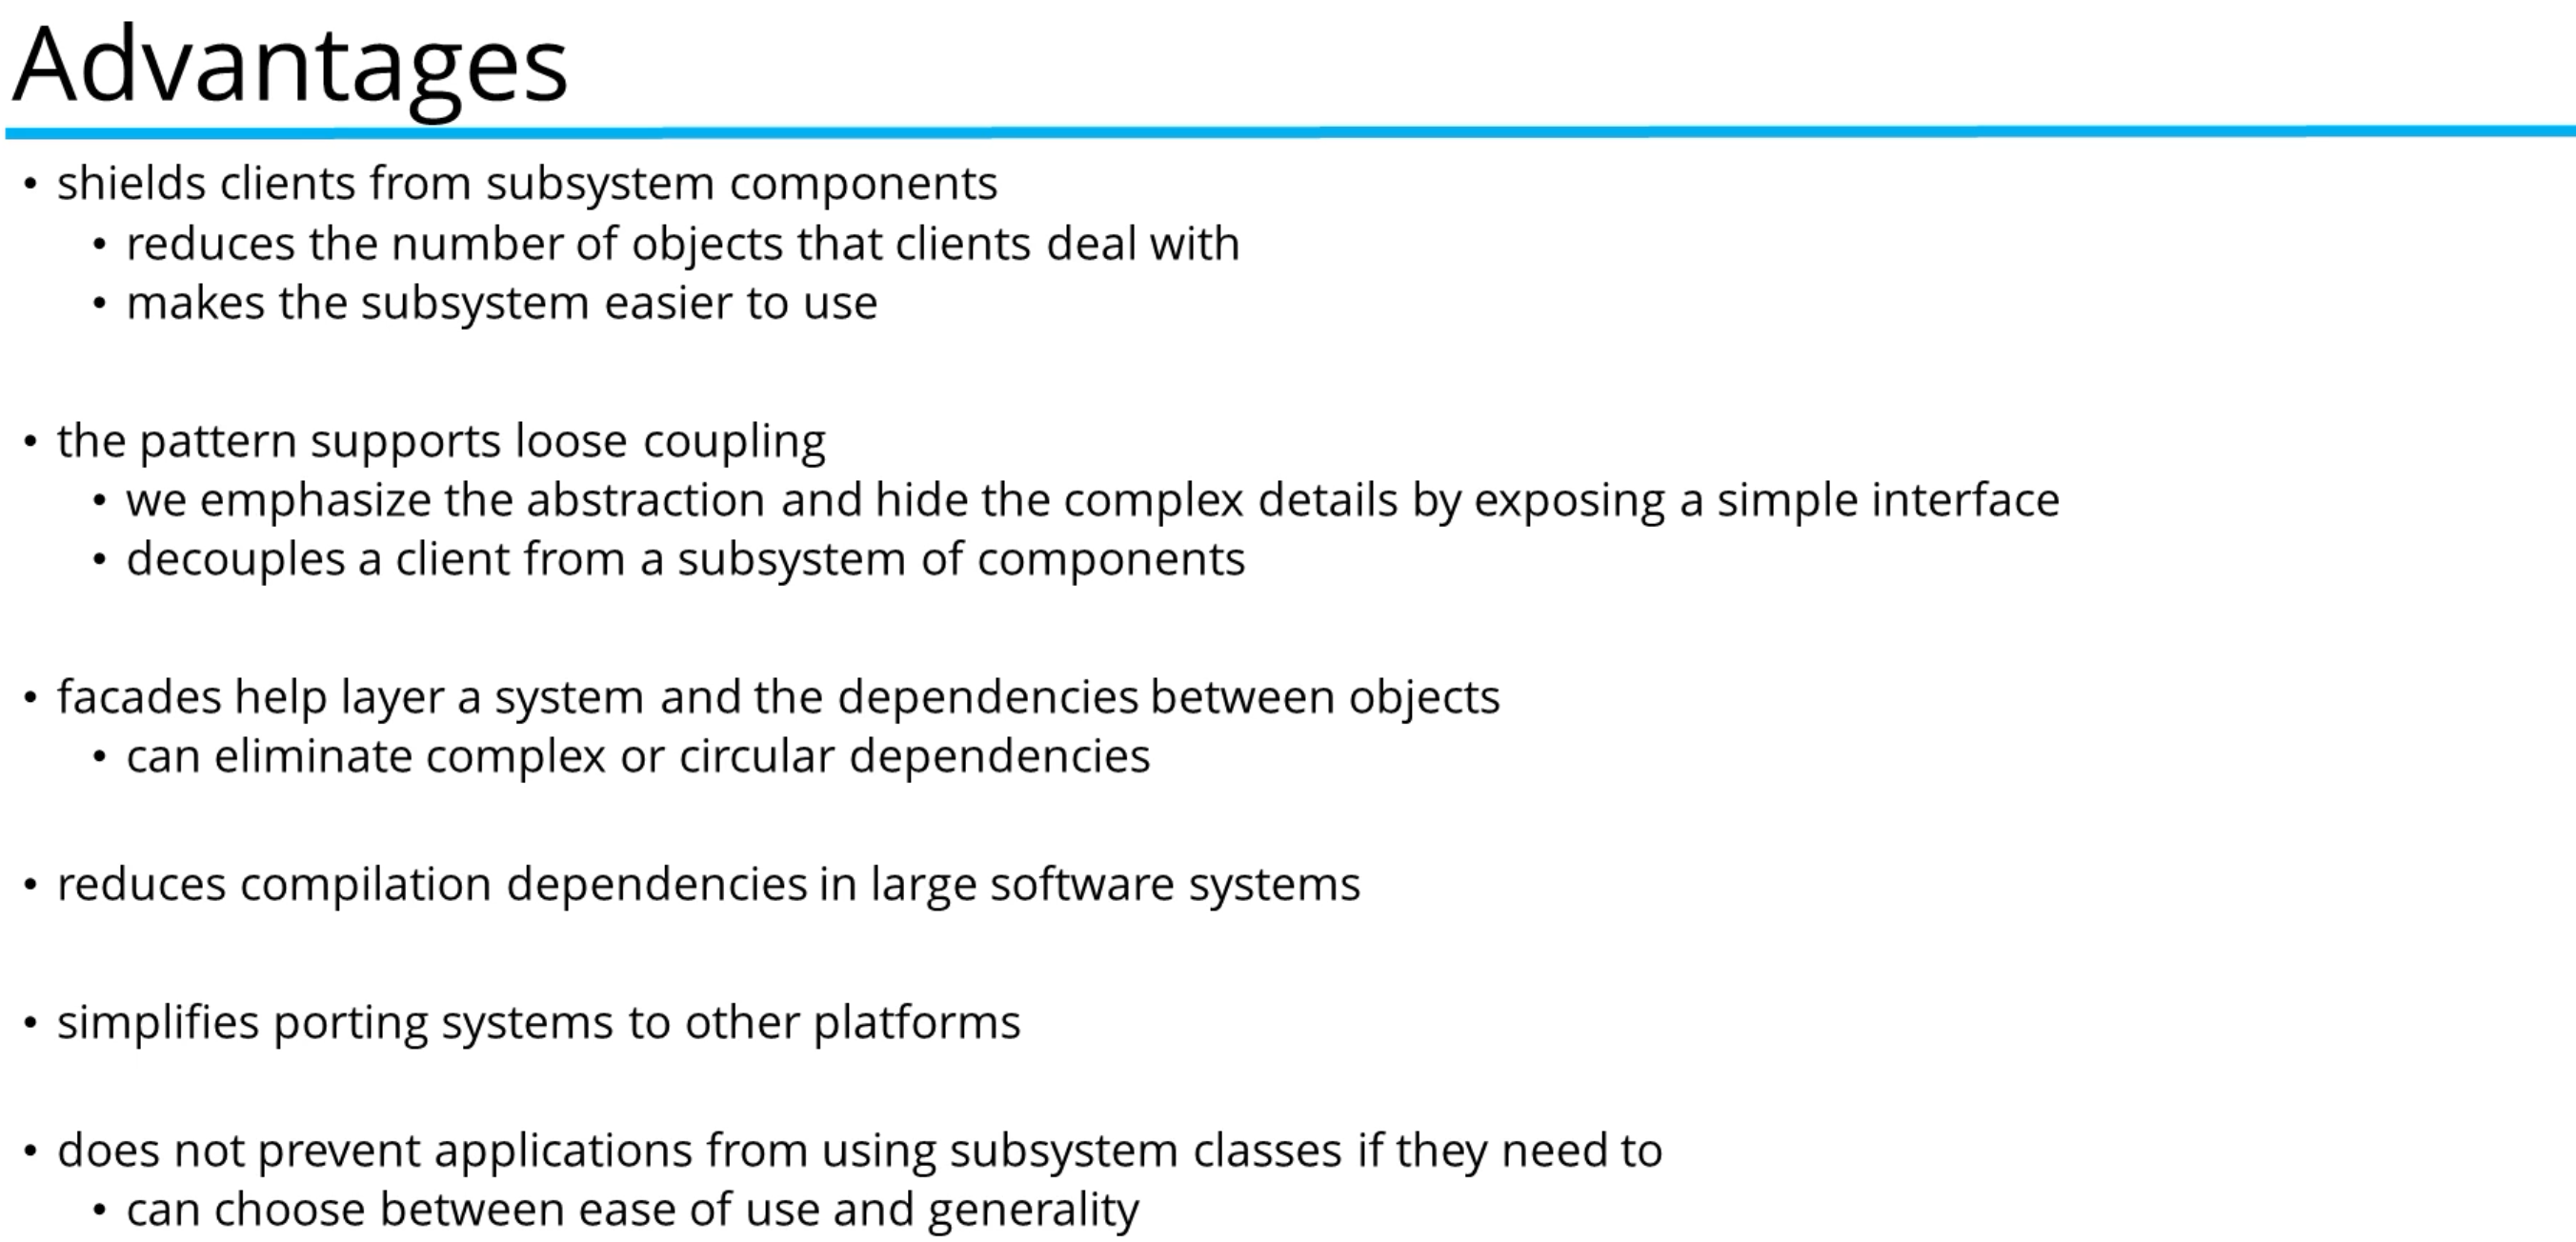 Advantages
• shields clients from subsystem components
• reduces the number of objects that clients deal with
• makes the subsystem easier to use
• the pattern supports loose coupling
• we emphasize the abstraction and hide the complex details by exposing a simple interface
• decouples a client from a subsystem of components
• facades help layer a system and the dependencies between objects
• can eliminate complex or circular dependencies
• reduces compilation dependencies in large software systems
• simplifies porting systems to other platforms
• does not prevent applications from using subsystem classes if they need to
• can choose between ease of use and generality